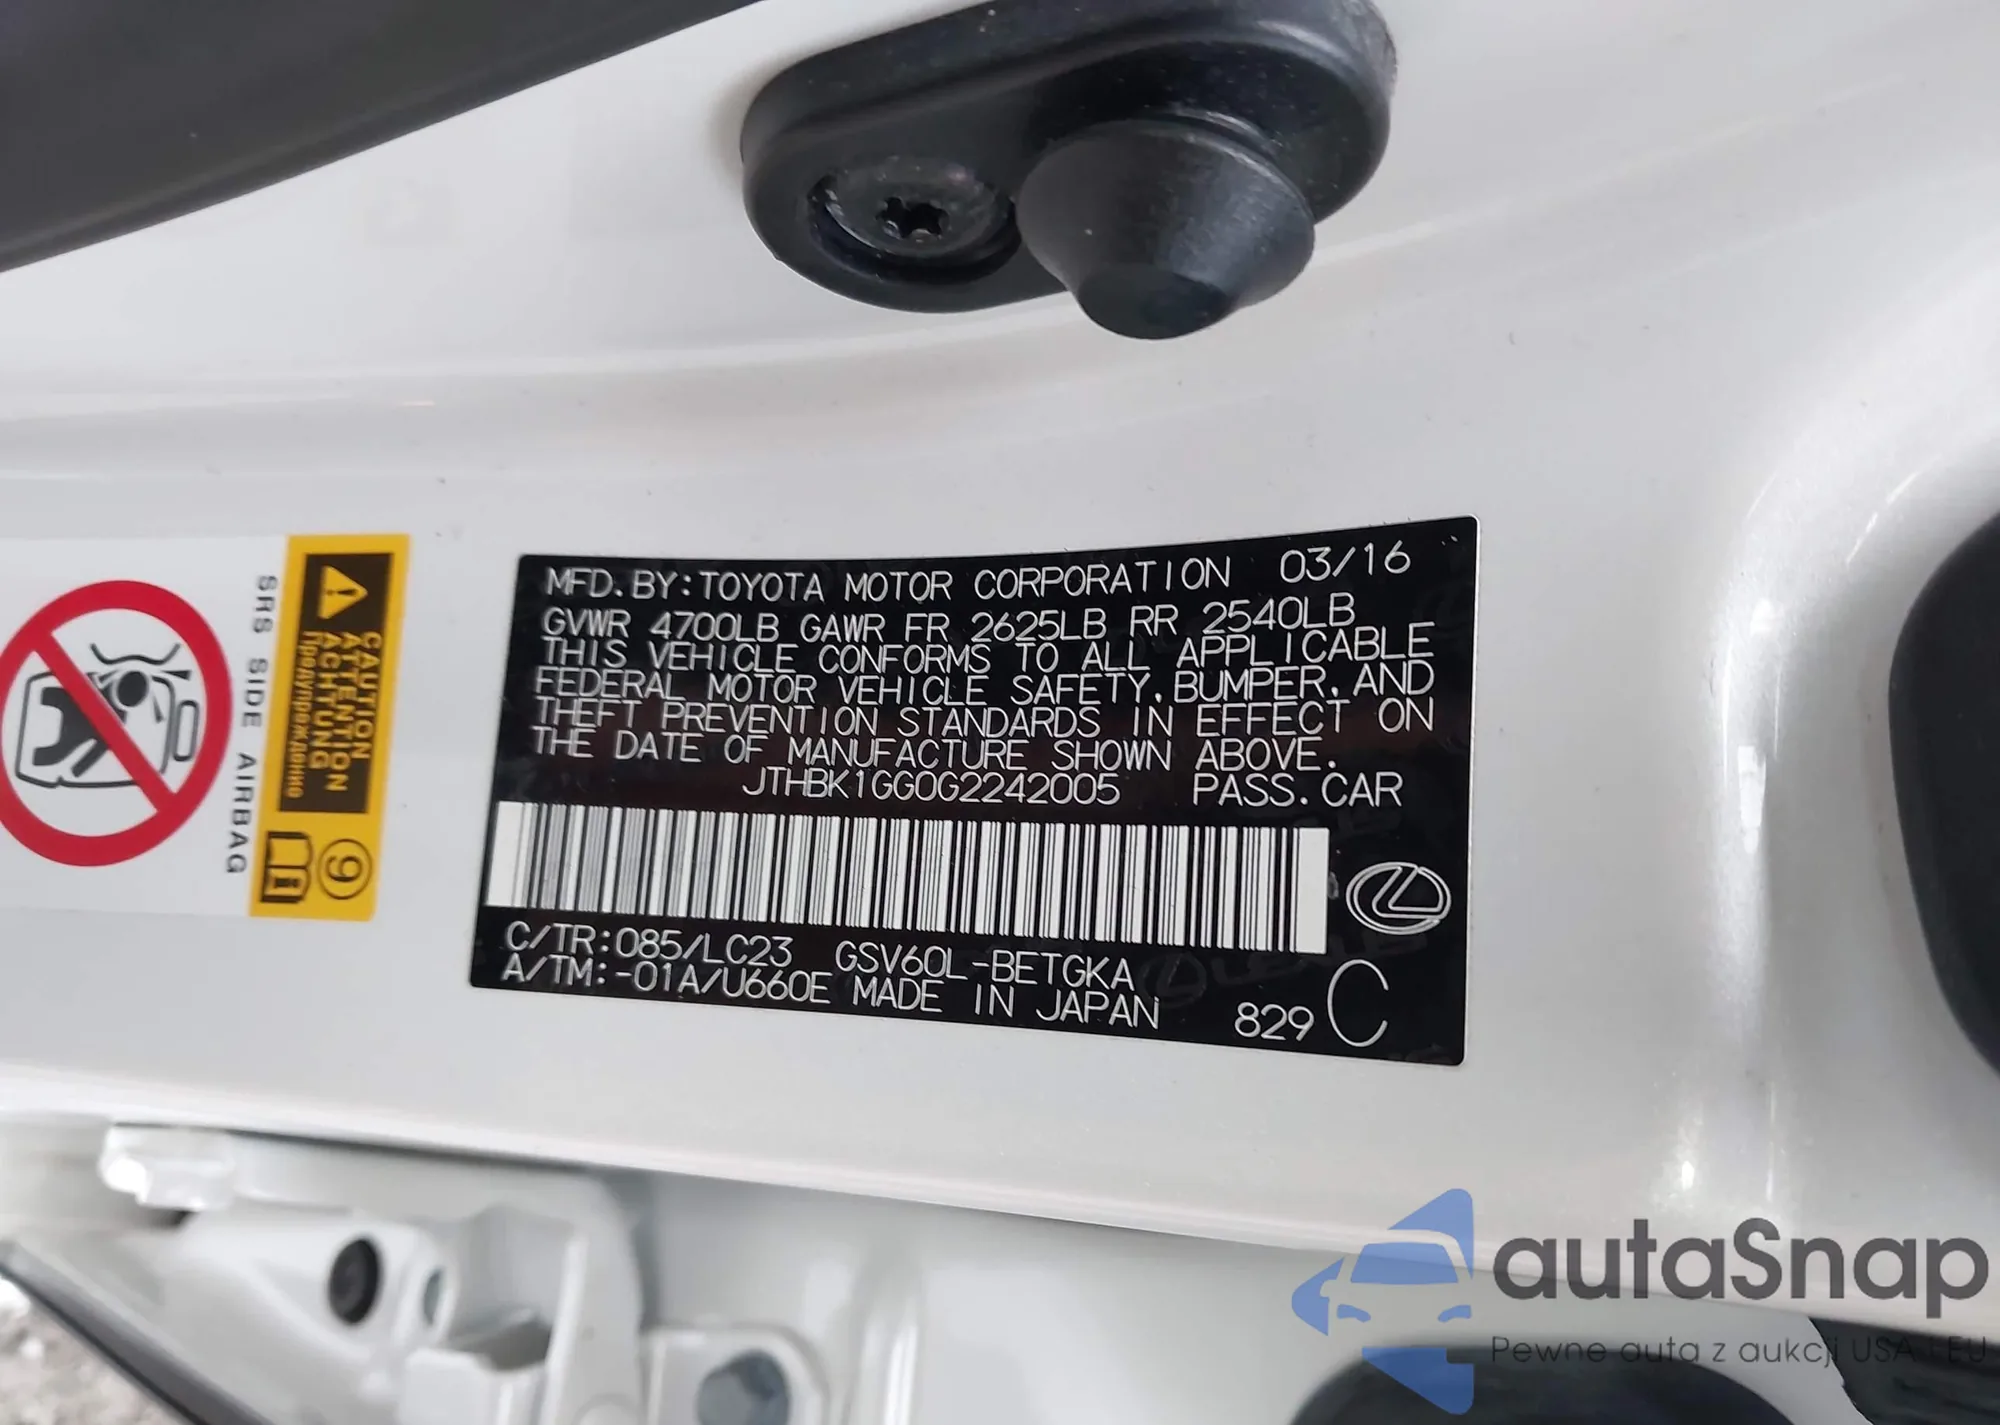 MFD.BY:TOYOTA MOTOR CORPORATION 03/16
GVWR 4700LB GAWR FR 2625LB RR 2540LB
THIS VEHICLE CONFORMS TO ALL APPLICABLE
FEDERAL MOTOR VEHICLE SAFETY, BUMPER, AND
THEFT PREVENTION STANDARDS IN EFFECT ON
THE DATE OF MANUFACTURE SHOWN ABOVE.
JTHBK1GG0G2242005 PASS.CAR
C/TR:085/LC23 GSV60L-BETGKA
A/TM:-01A/U660E MADE IN JAPAN 829 C
CAUTION
ATTENTION
ACHTUNG
Предупреждение
9
SRS SIDE AIRBAG
autaSnap
Pewne auta z aukcji USA i EU